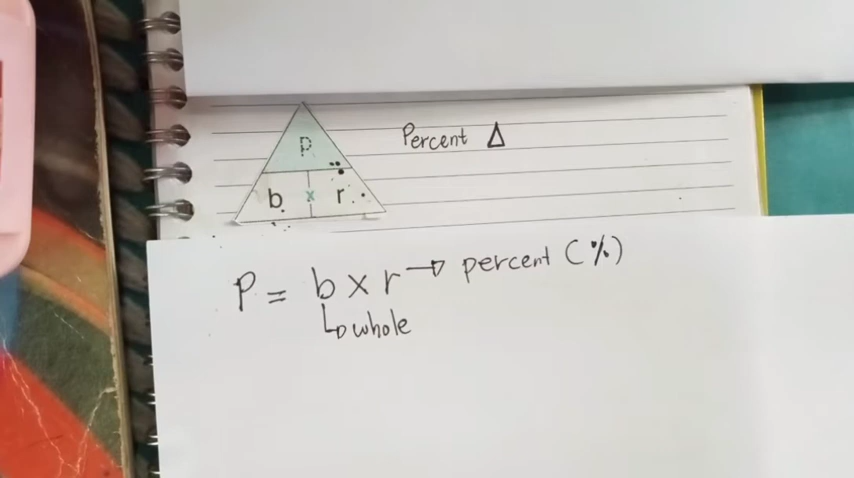 P
Percent Δ
b x r
P = b x r → percent (%)
↳ whole